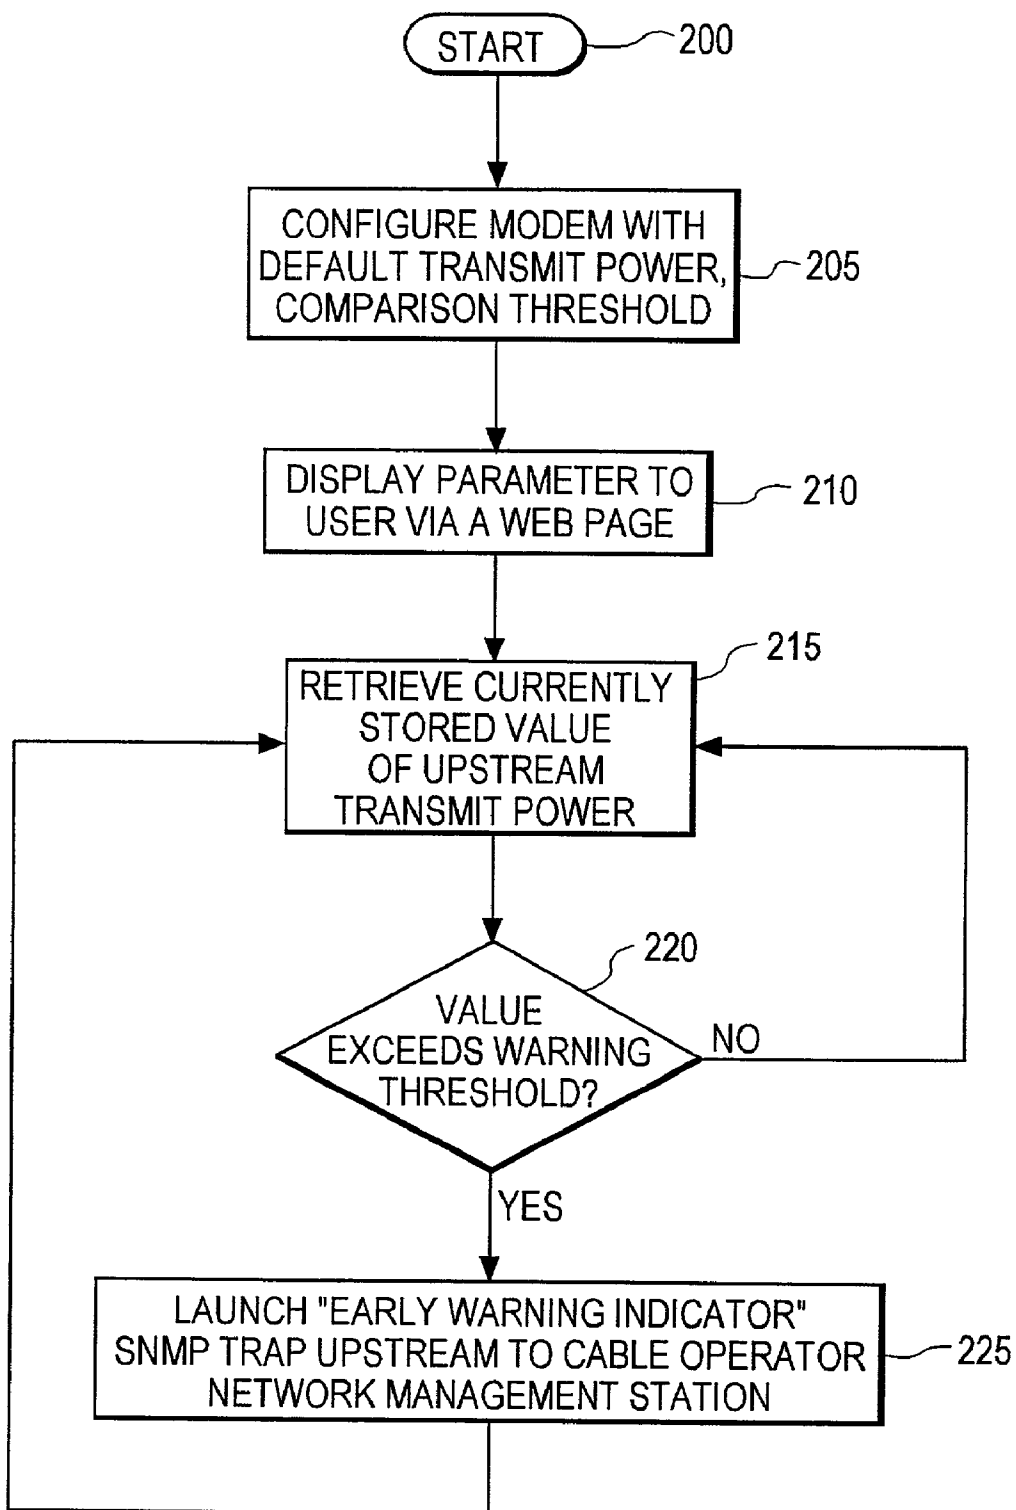 START
200
CONFIGURE MODEM WITH
DEFAULT TRANSMIT POWER,
COMPARISON THRESHOLD
205
DISPLAY PARAMETER TO
USER VIA A WEB PAGE
210
215
RETRIEVE CURRENTLY
STORED VALUE
OF UPSTREAM
TRANSMIT POWER
220
VALUE
EXCEEDS WARNING
THRESHOLD?
NO
YES
LAUNCH "EARLY WARNING INDICATOR"
SNMP TRAP UPSTREAM TO CABLE OPERATOR
NETWORK MANAGEMENT STATION
225